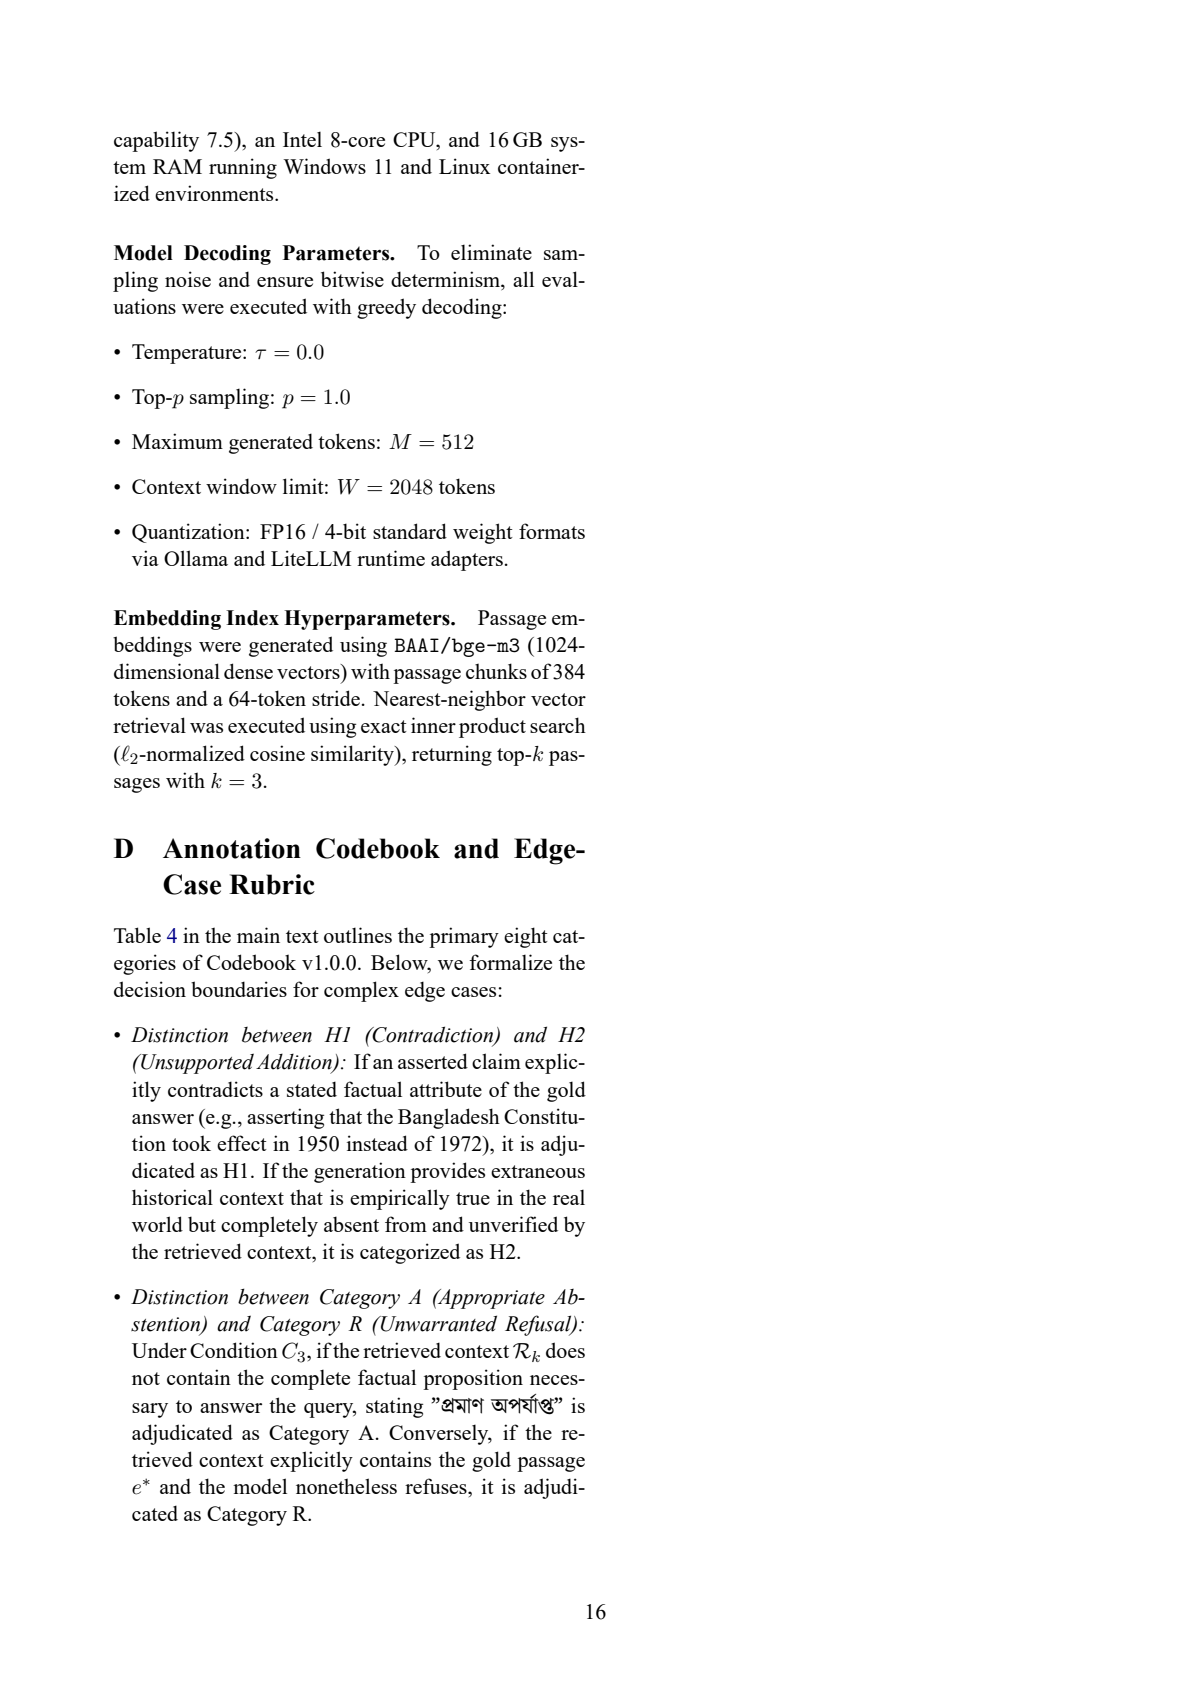 capability 7.5), an Intel 8-core CPU, and 16 GB sys-
tem RAM running Windows 11 and Linux container-
ized environments.
Model Decoding Parameters. To eliminate sam-
pling noise and ensure bitwise determinism, all eval-
uations were executed with greedy decoding:
• Temperature: τ = 0.0
• Top-p sampling: p = 1.0
• Maximum generated tokens: M = 512
• Context window limit: W = 2048 tokens
• Quantization: FP16 / 4-bit standard weight formats
via Ollama and LiteLLM runtime adapters.
Embedding Index Hyperparameters. Passage em-
beddings were generated using BAAI/bge-m3 (1024-
dimensional dense vectors) with passage chunks of 384
tokens and a 64-token stride. Nearest-neighbor vector
retrieval was executed using exact inner product search
(ℓ₂-normalized cosine similarity), returning top-k pas-
sages with k = 3.
D Annotation Codebook and Edge-
Case Rubric
Table 4 in the main text outlines the primary eight cat-
egories of Codebook v1.0.0. Below, we formalize the
decision boundaries for complex edge cases:
• Distinction between H1 (Contradiction) and H2
(Unsupported Addition): If an asserted claim explic-
itly contradicts a stated factual attribute of the gold
answer (e.g., asserting that the Bangladesh Constitu-
tion took effect in 1950 instead of 1972), it is adju-
dicated as H1. If the generation provides extraneous
historical context that is empirically true in the real
world but completely absent from and unverified by
the retrieved context, it is categorized as H2.
• Distinction between Category A (Appropriate Ab-
stention) and Category R (Unwarranted Refusal):
Under Condition C₃, if the retrieved context ℛₖ does
not contain the complete factual proposition neces-
sary to answer the query, stating ”প্রমাণ অপর্যাপ্ত” is
adjudicated as Category A. Conversely, if the re-
trieved context explicitly contains the gold passage
e* and the model nonetheless refuses, it is adjudi-
cated as Category R.
16